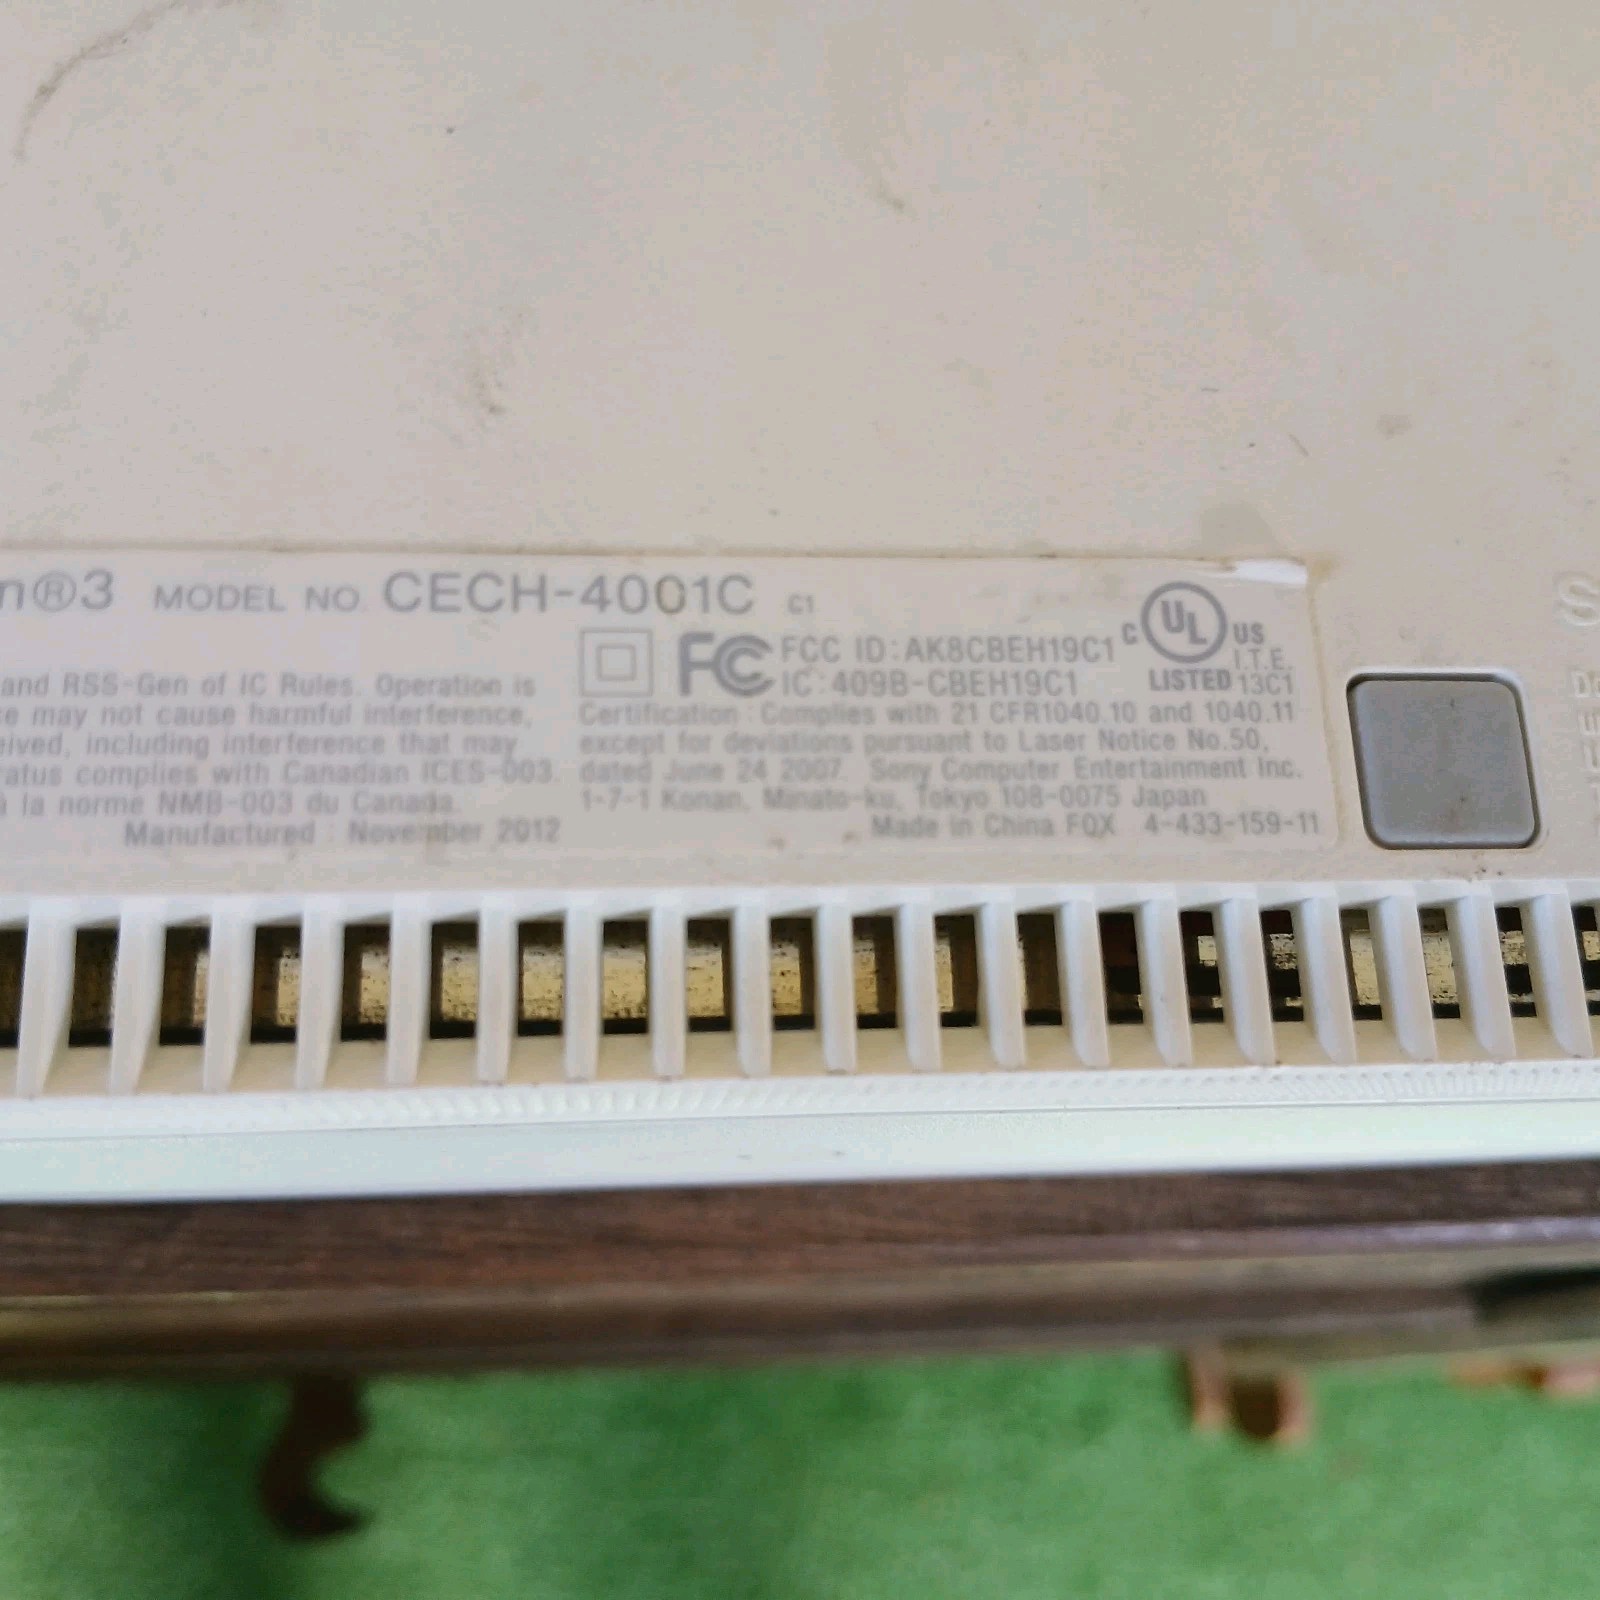 n®3 MODEL NO. CECH-4001C C1
FCC ID:AK8CBEH19C1
IC:409B-CBEH19C1
C UL US
I.T.E.
LISTED 13C1
and RSS-Gen of IC Rules. Operation is
may not cause harmful interference,
including interference that may
complies with Canadian ICES-003.
à la norme NMB-003 du Canada.
Manufactured : November 2012
Certification : Complies with 21 CFR1040.10 and 1040.11
except for deviations pursuant to Laser Notice No.50,
dated June 24 2007. Sony Computer Entertainment Inc.
1-7-1 Konan, Minato-ku, Tokyo 108-0075 Japan
Made in China FOX 4-433-159-11